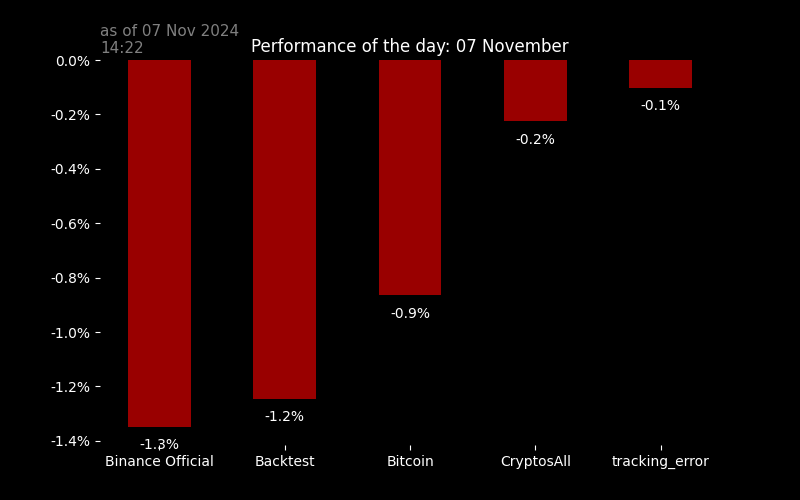 as of 07 Nov 2024
14:22
Performance of the day: 07 November
0.0%
-0.2%
-0.4%
-0.6%
-0.8%
-1.0%
-1.2%
-1.4%
-1.3%
-1.2%
-0.9%
-0.2%
-0.1%
Binance Official
Backtest
Bitcoin
CryptosAll
tracking_error